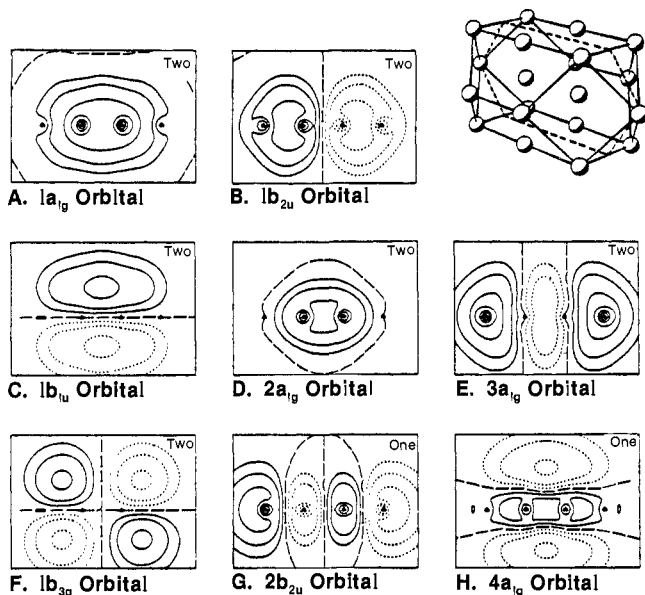 Two
A. 1a₁g Orbital
Two
B. 1b₂u Orbital
Two
C. 1b₁u Orbital
Two
D. 2a₁g Orbital
Two
E. 3a₁g Orbital
Two
F. 1b₃g Orbital
One
G. 2b₂u Orbital
One
H. 4a₁g Orbital